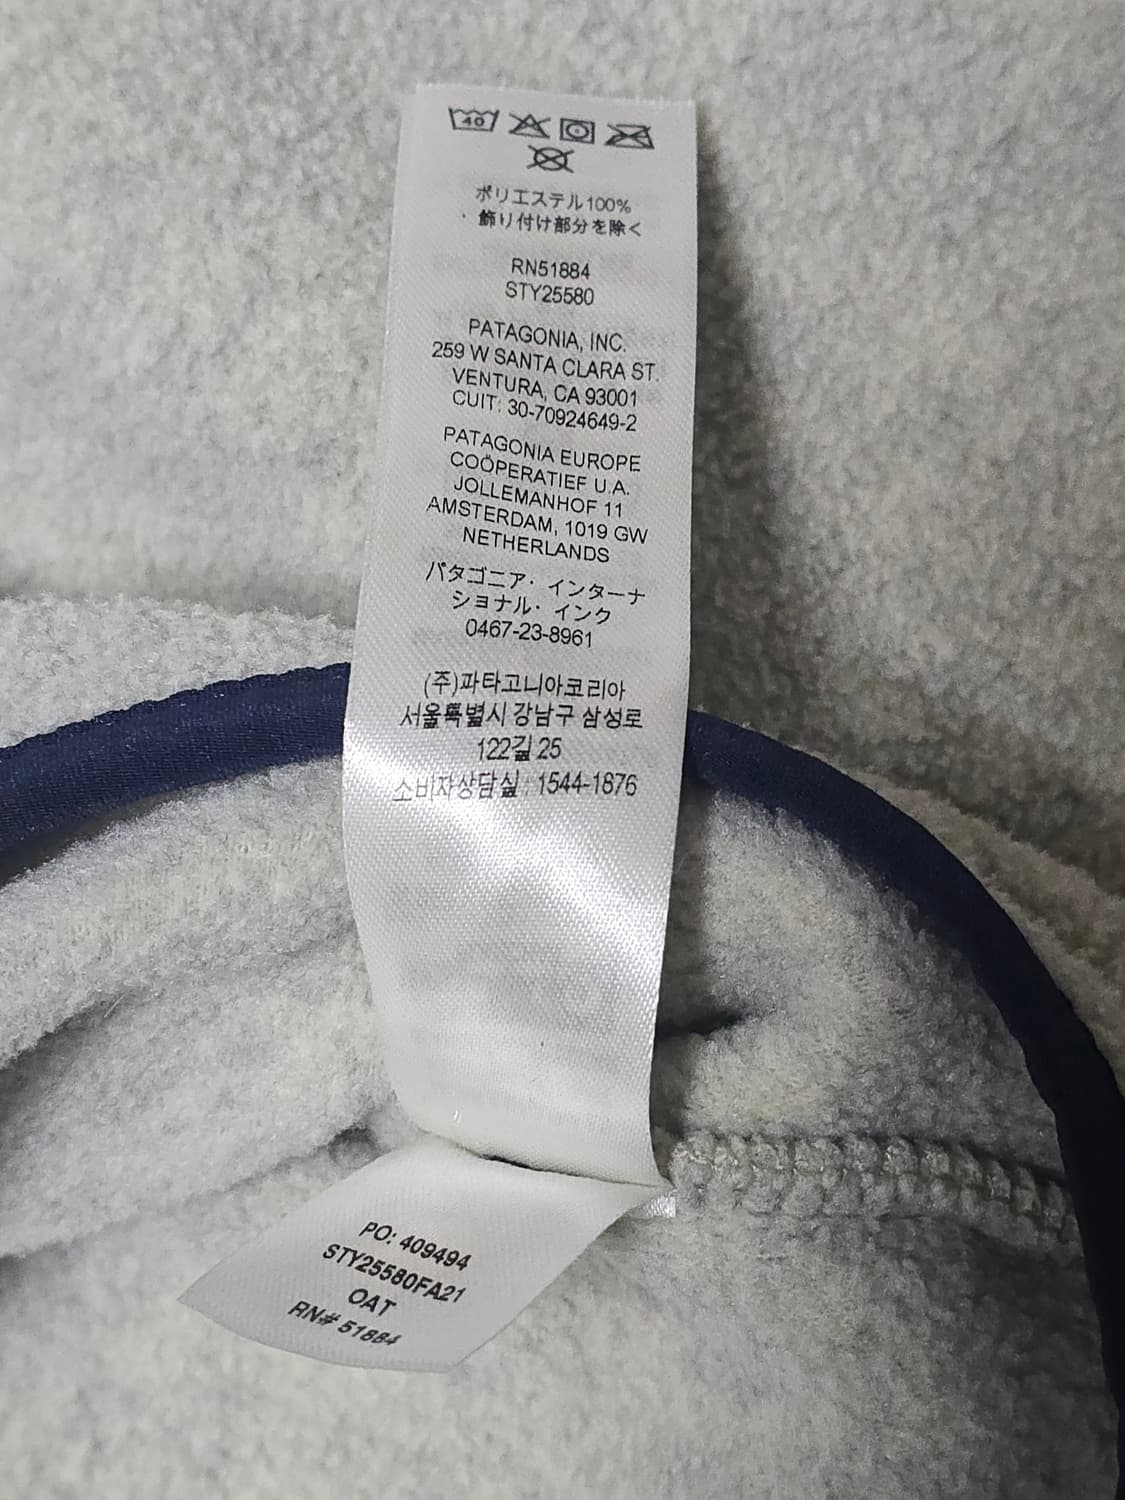 40
ポリエステル100%
・飾り付け部分を除く
RN51884
STY25580
PATAGONIA, INC.
259 W SANTA CLARA ST.
VENTURA, CA 93001
CUIT: 30-70924649-2
PATAGONIA EUROPE
COÖPERATIEF U.A.
JOLLEMANHOF 11
AMSTERDAM, 1019 GW
NETHERLANDS
パタゴニア・インターナ
ショナル・インク
0467-23-8961
(주)파타고니아코리아
서울특별시 강남구 삼성로
122길 25
소비자상담실 : 1544-1876
PO: 409494
STY25580FA21
OAT
RN# 51884